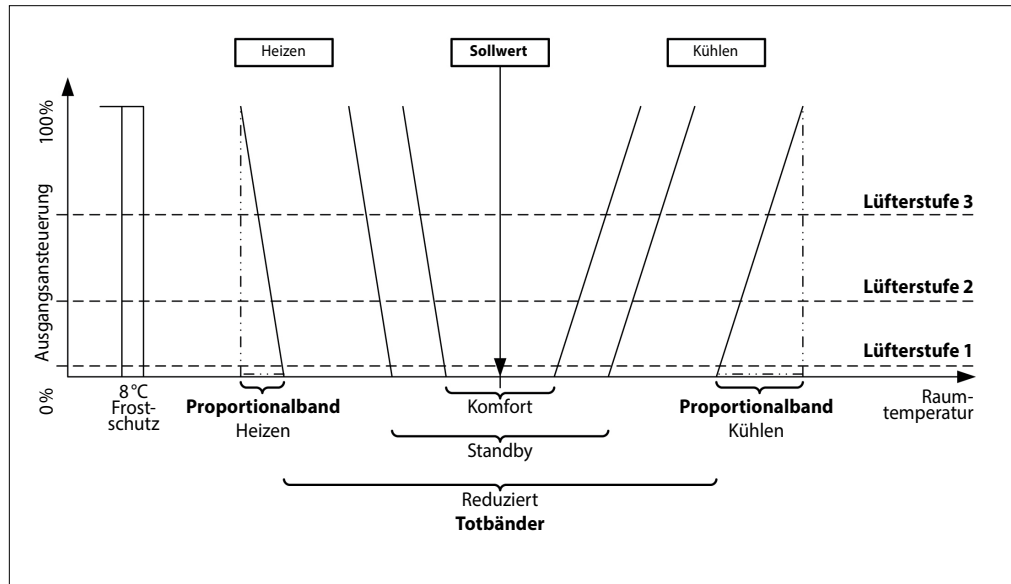 Heizen
Sollwert
Kühlen
100%
Ausgangsansteuerung
0%
Lüfterstufe 3
Lüfterstufe 2
Lüfterstufe 1
8 °C
Frost-
schutz
Proportionalband
Heizen
Komfort
Proportionalband
Kühlen
Raum-
temperatur
Standby
Reduziert
Totbänder